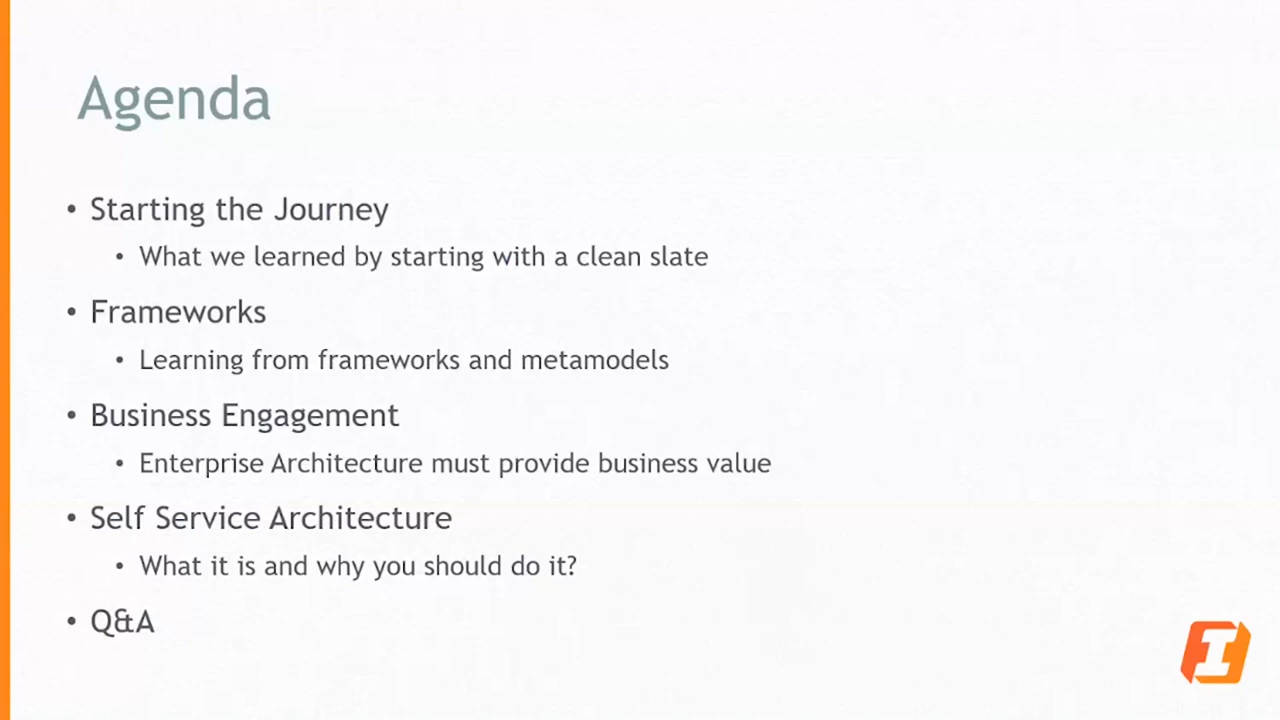 Agenda
• Starting the Journey
• What we learned by starting with a clean slate
• Frameworks
• Learning from frameworks and metamodels
• Business Engagement
• Enterprise Architecture must provide business value
• Self Service Architecture
• What it is and why you should do it?
• Q&A
I